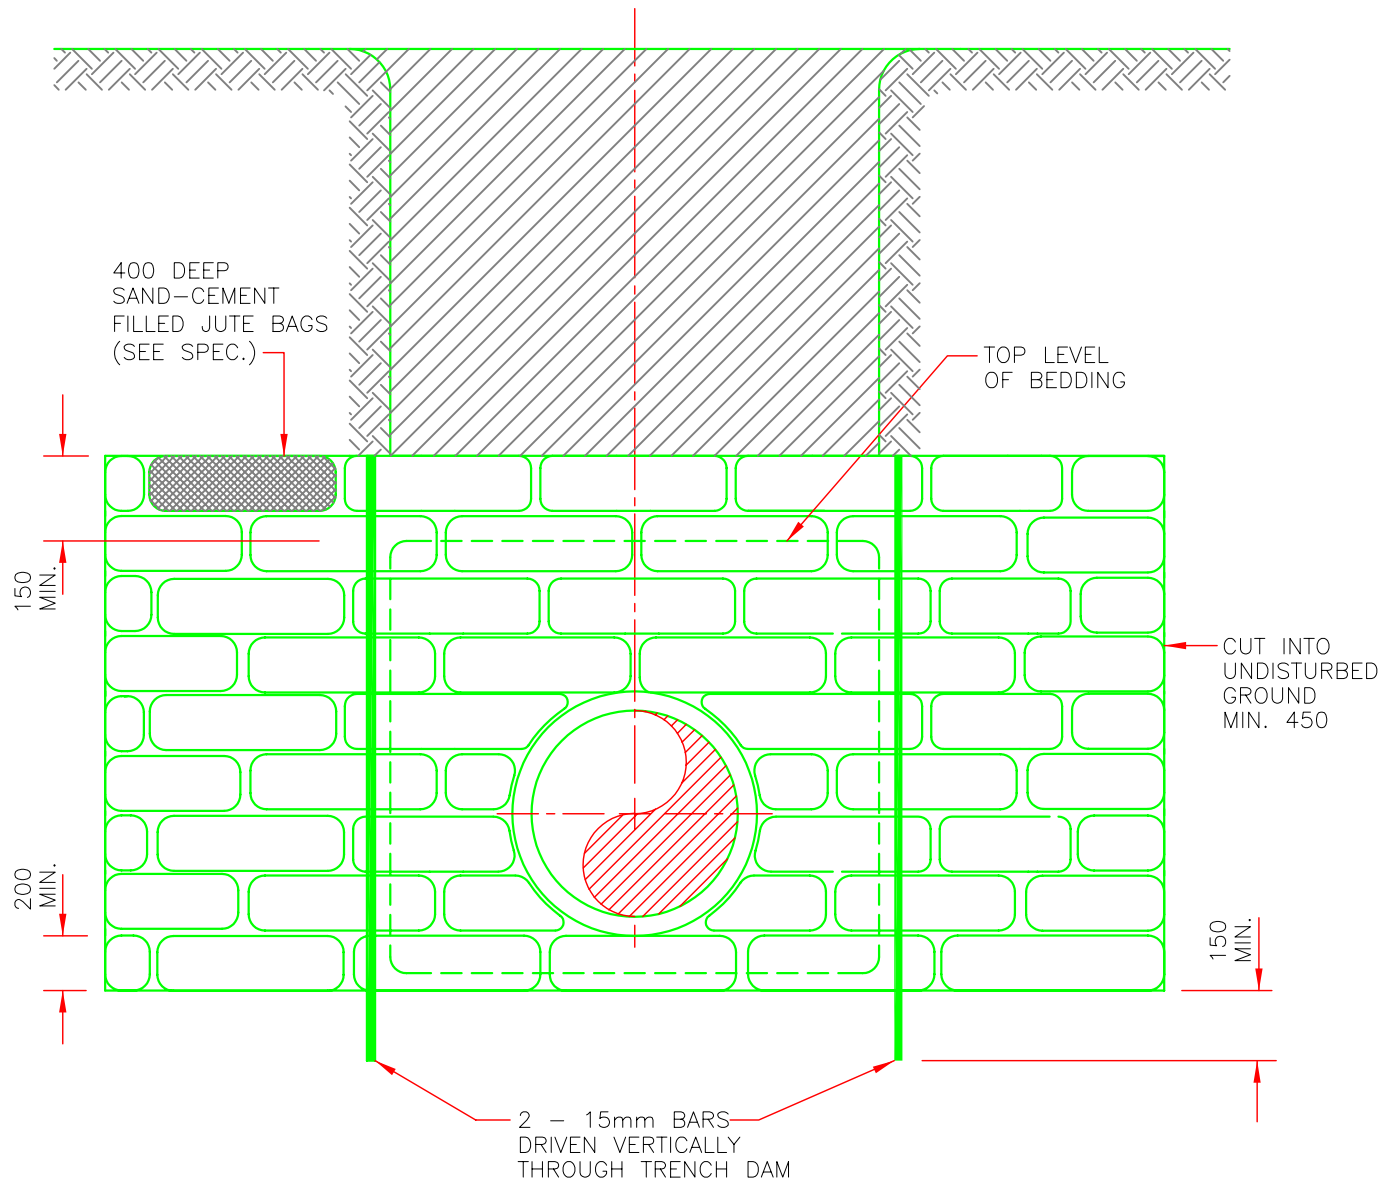 400 DEEP
SAND-CEMENT
FILLED JUTE BAGS
(SEE SPEC.)
TOP LEVEL
OF BEDDING
150
MIN.
CUT INTO
UNDISTURBED
GROUND
MIN. 450
200
MIN.
150
MIN.
2 - 15mm BARS
DRIVEN VERTICALLY
THROUGH TRENCH DAM